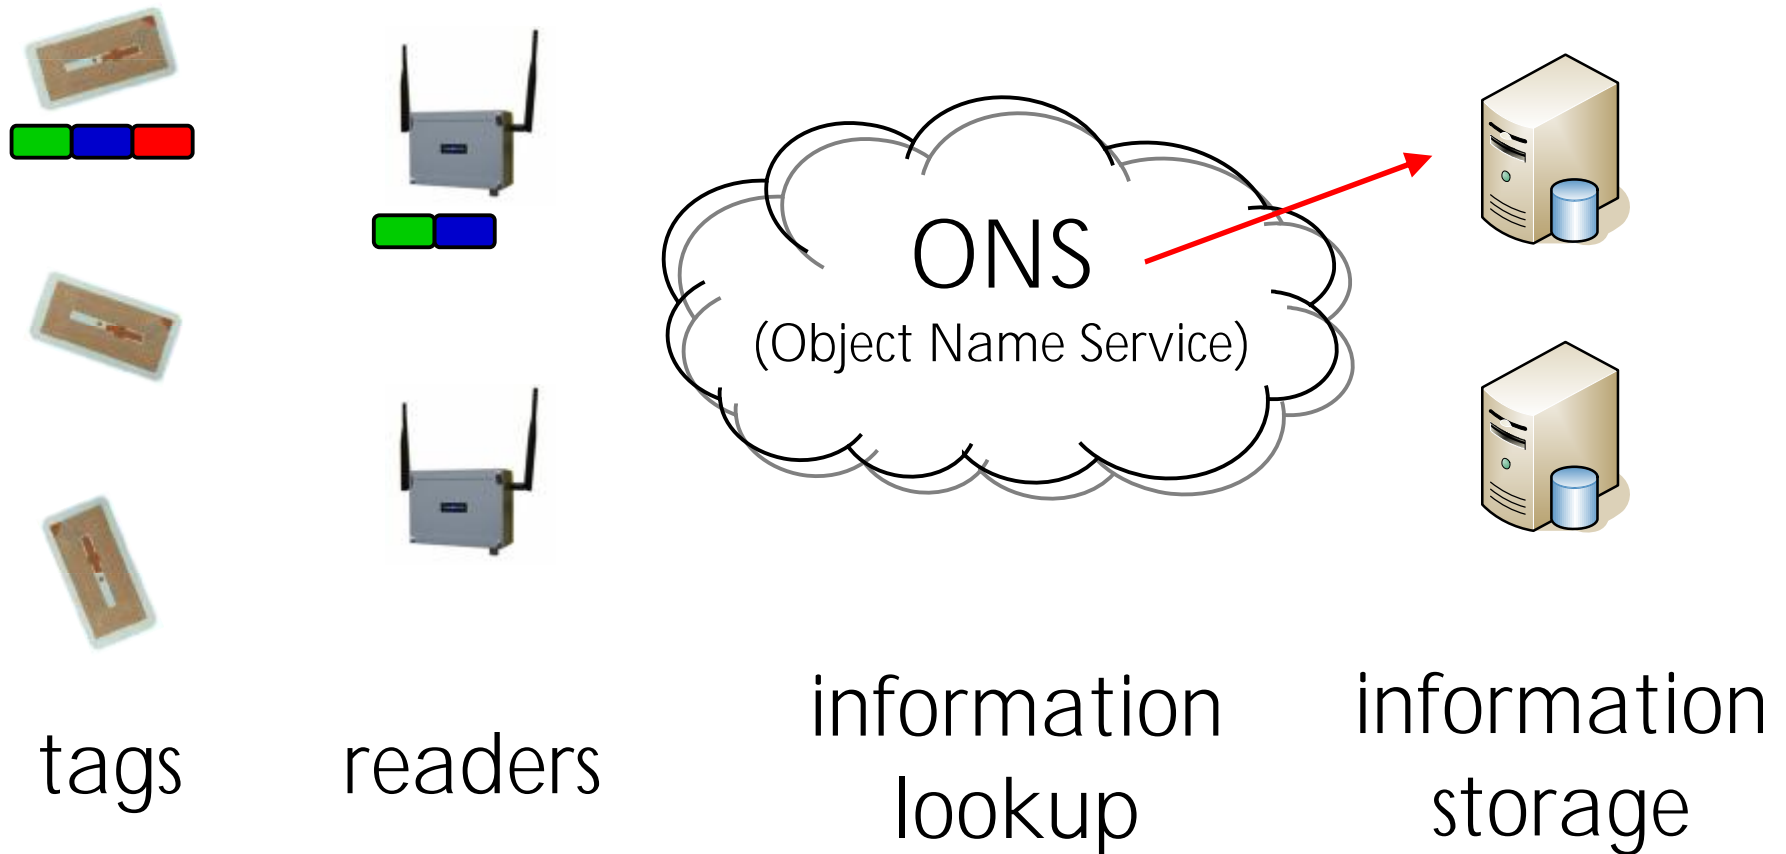 ONS
(Object Name Service)
tags
readers
information
lookup
information
storage